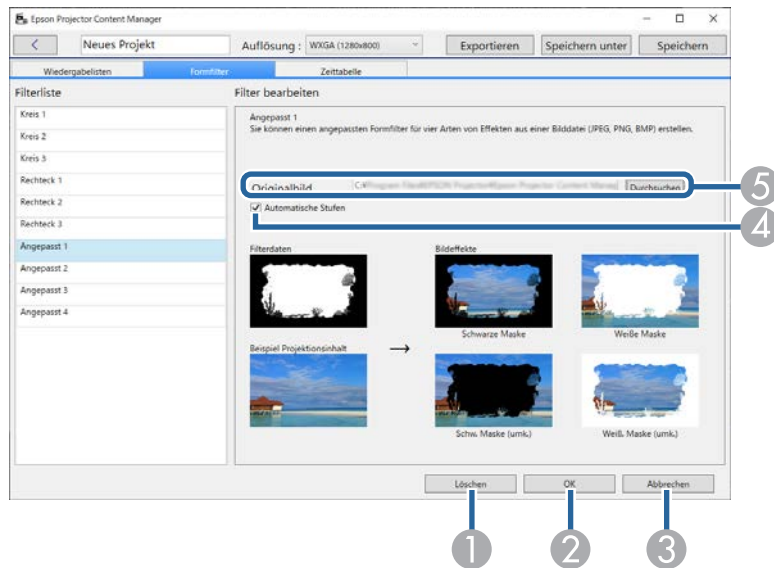 Epson Projector Content Manager
Neues Projekt
Auflösung : WXGA (1280x800)
Exportieren
Speichern unter
Speichern
Wiedergabelisten
Formfilter
Zeittabelle
Filterliste
Kreis 1
Kreis 2
Kreis 3
Rechteck 1
Rechteck 2
Rechteck 3
Angepasst 1
Angepasst 2
Angepasst 3
Angepasst 4
Filter bearbeiten
Angepasst 1
Sie können einen angepassten Formfilter für vier Arten von Effekten aus einer Bilddatei (JPEG, PNG, BMP) erstellen.
Originalbild
Durchsuchen
5
Automatische Stufen
4
Filterdaten
Bildeffekte
Schwarze Maske
Weiße Maske
Beispiel Projektionsinhalt
→
Schw. Maske (umk.)
Weiß. Maske (umk.)
Löschen
OK
Abbrechen
1
2
3